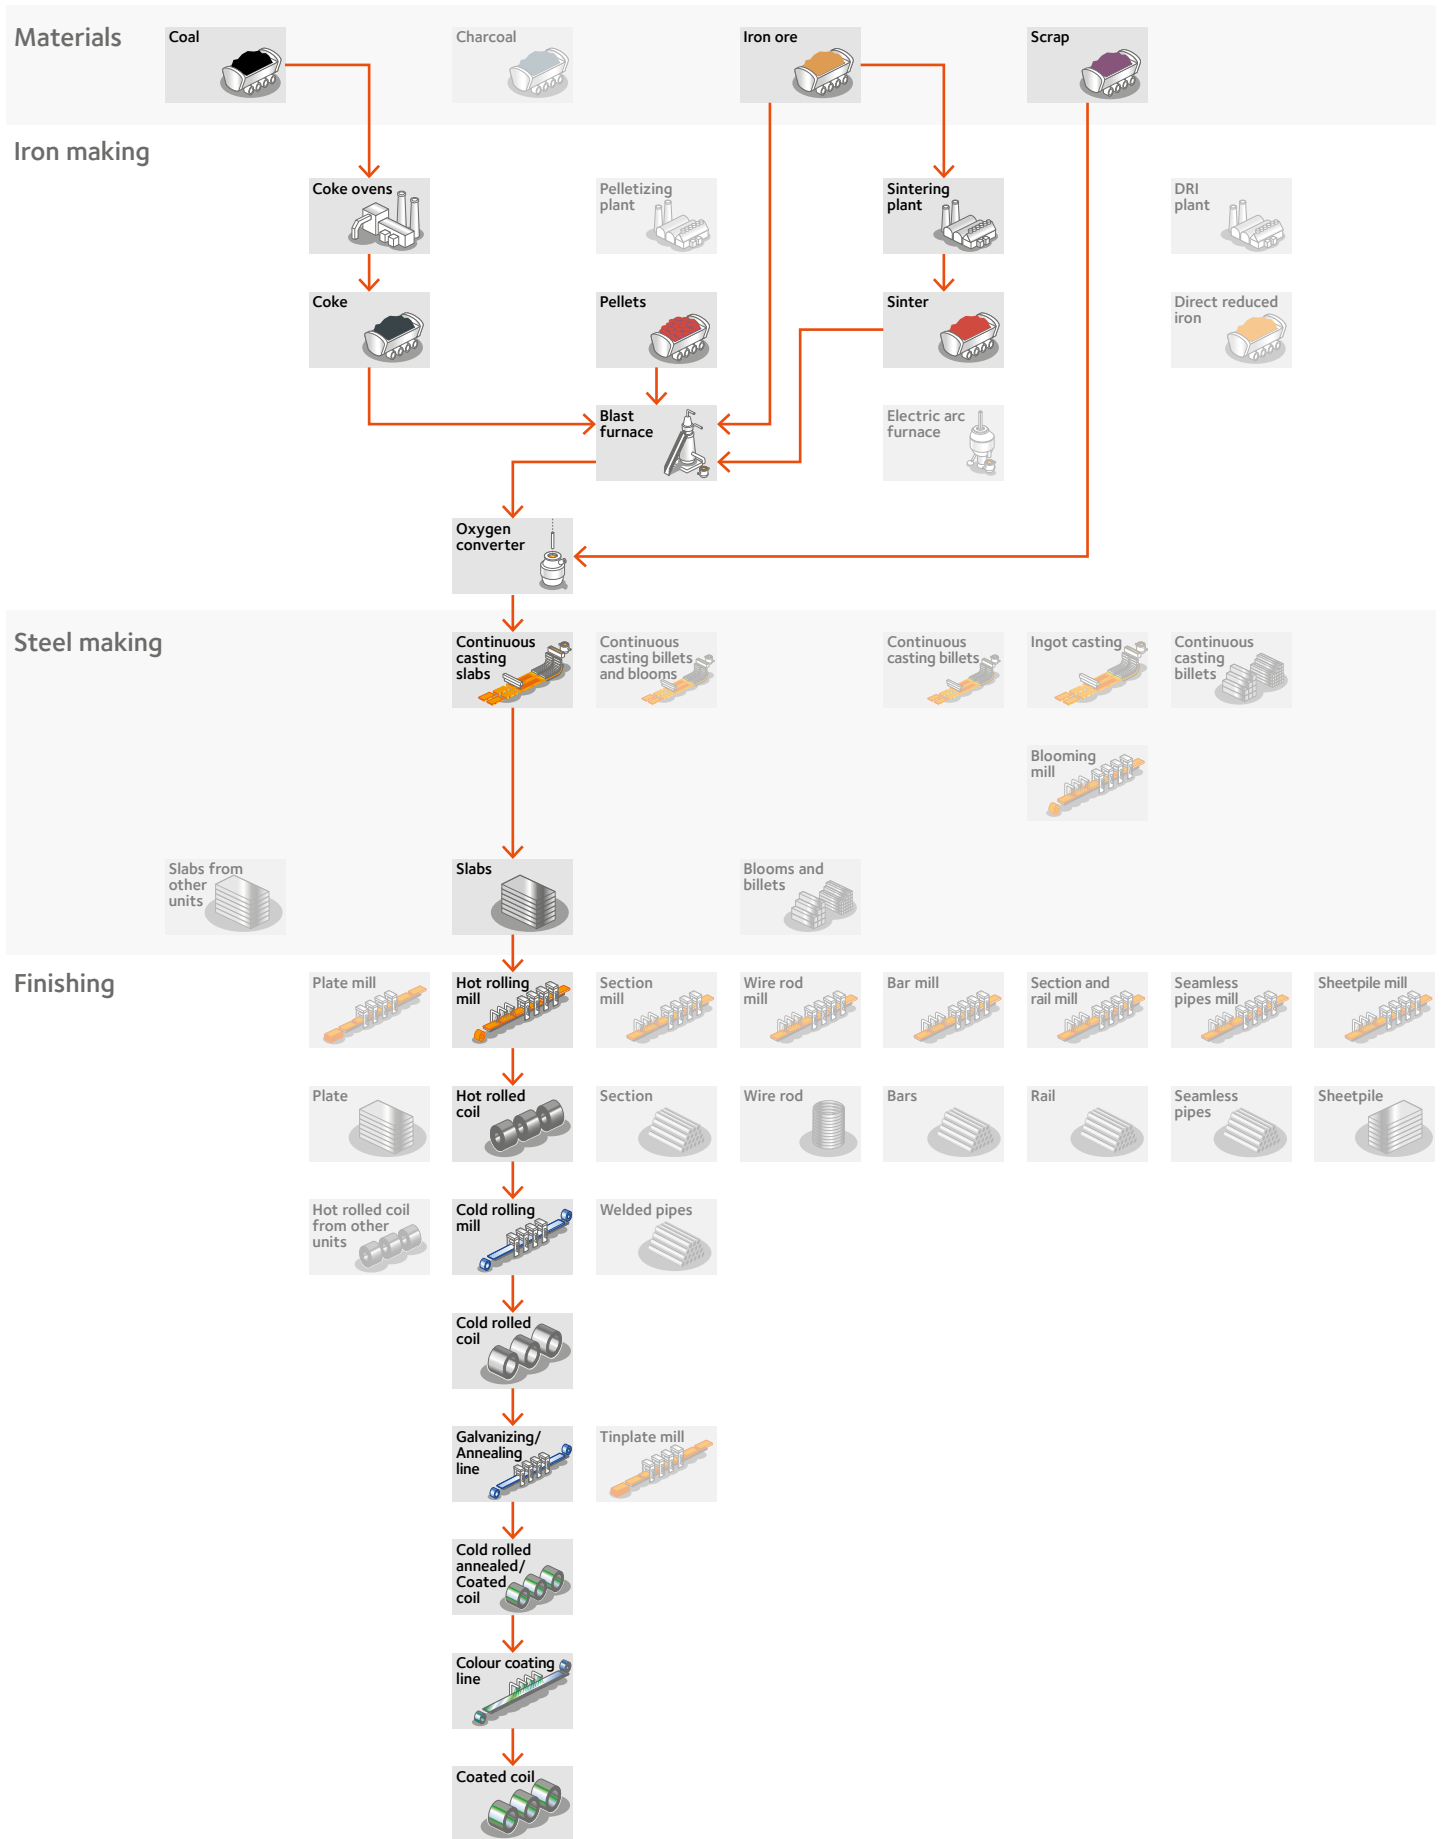 Materials
Coal
Charcoal
Iron ore
Scrap
Iron making
Coke ovens
Pelletizing
plant
Sintering
plant
DRI
plant
Coke
Pellets
Sinter
Direct reduced
iron
Blast
furnace
Electric arc
furnace
Oxygen
converter
Steel making
Continuous
casting
slabs
Continuous
casting billets
and blooms
Continuous
casting billets
Ingot casting
Continuous
casting
billets
Blooming
mill
Slabs from
other
units
Slabs
Blooms and
billets
Finishing
Plate mill
Hot rolling
mill
Section
mill
Wire rod
mill
Bar mill
Section and
rail mill
Seamless
pipes mill
Sheetpile mill
Plate
Hot rolled
coil
Section
Wire rod
Bars
Rail
Seamless
pipes
Sheetpile
Hot rolled coil
from other
units
Cold rolling
mill
Welded pipes
Cold rolled
coil
Galvanizing/
Annealing
line
Tinplate mill
Cold rolled
annealed/
Coated
coil
Colour coating
line
Coated coil